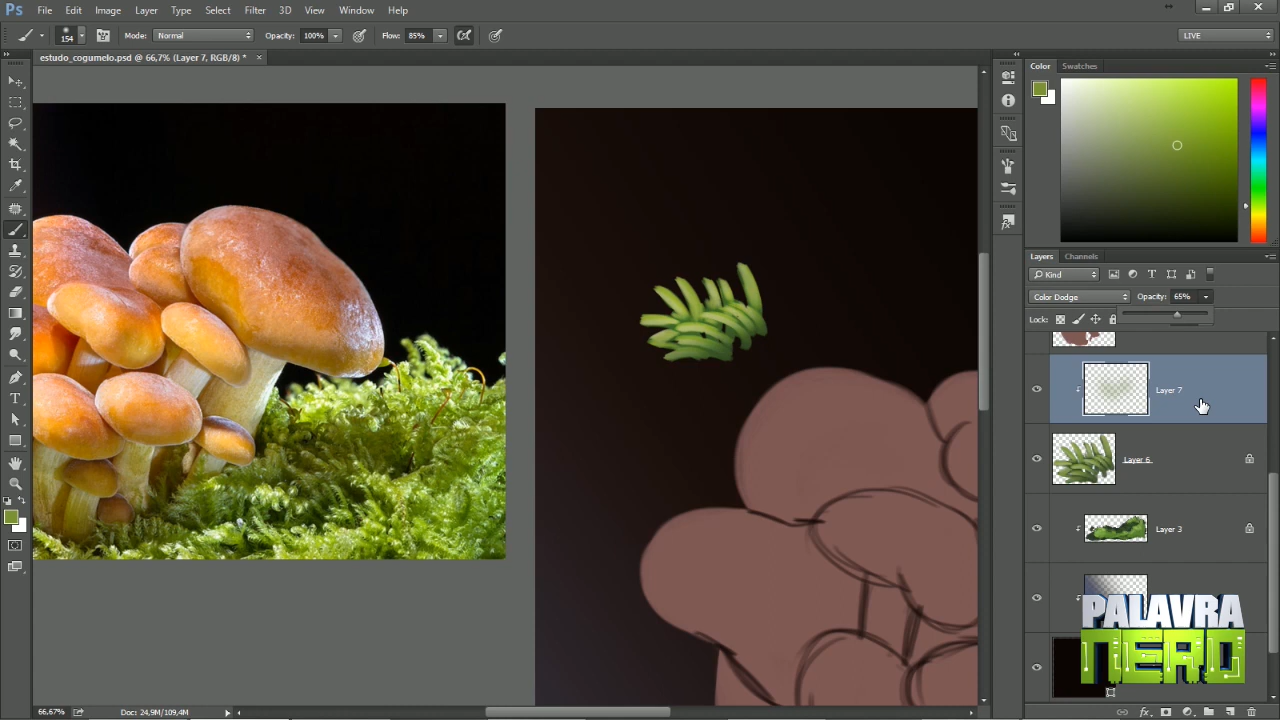 Ps File Edit Image Layer Type Select Filter 3D View Window Help
154 Mode: Normal Opacity: 100% Flow: 85% LIVE
estudo_cogumelo.psd @ 66,7% (Layer 7, RGB/8) * ×
Color Swatches
Layers Channels
Kind
Color Dodge Opacity: 65%
Lock:
Layer 7
Layer 6
Layer 3
PALAVRA
NERD
66,67% Doc: 24,9M/109,4M